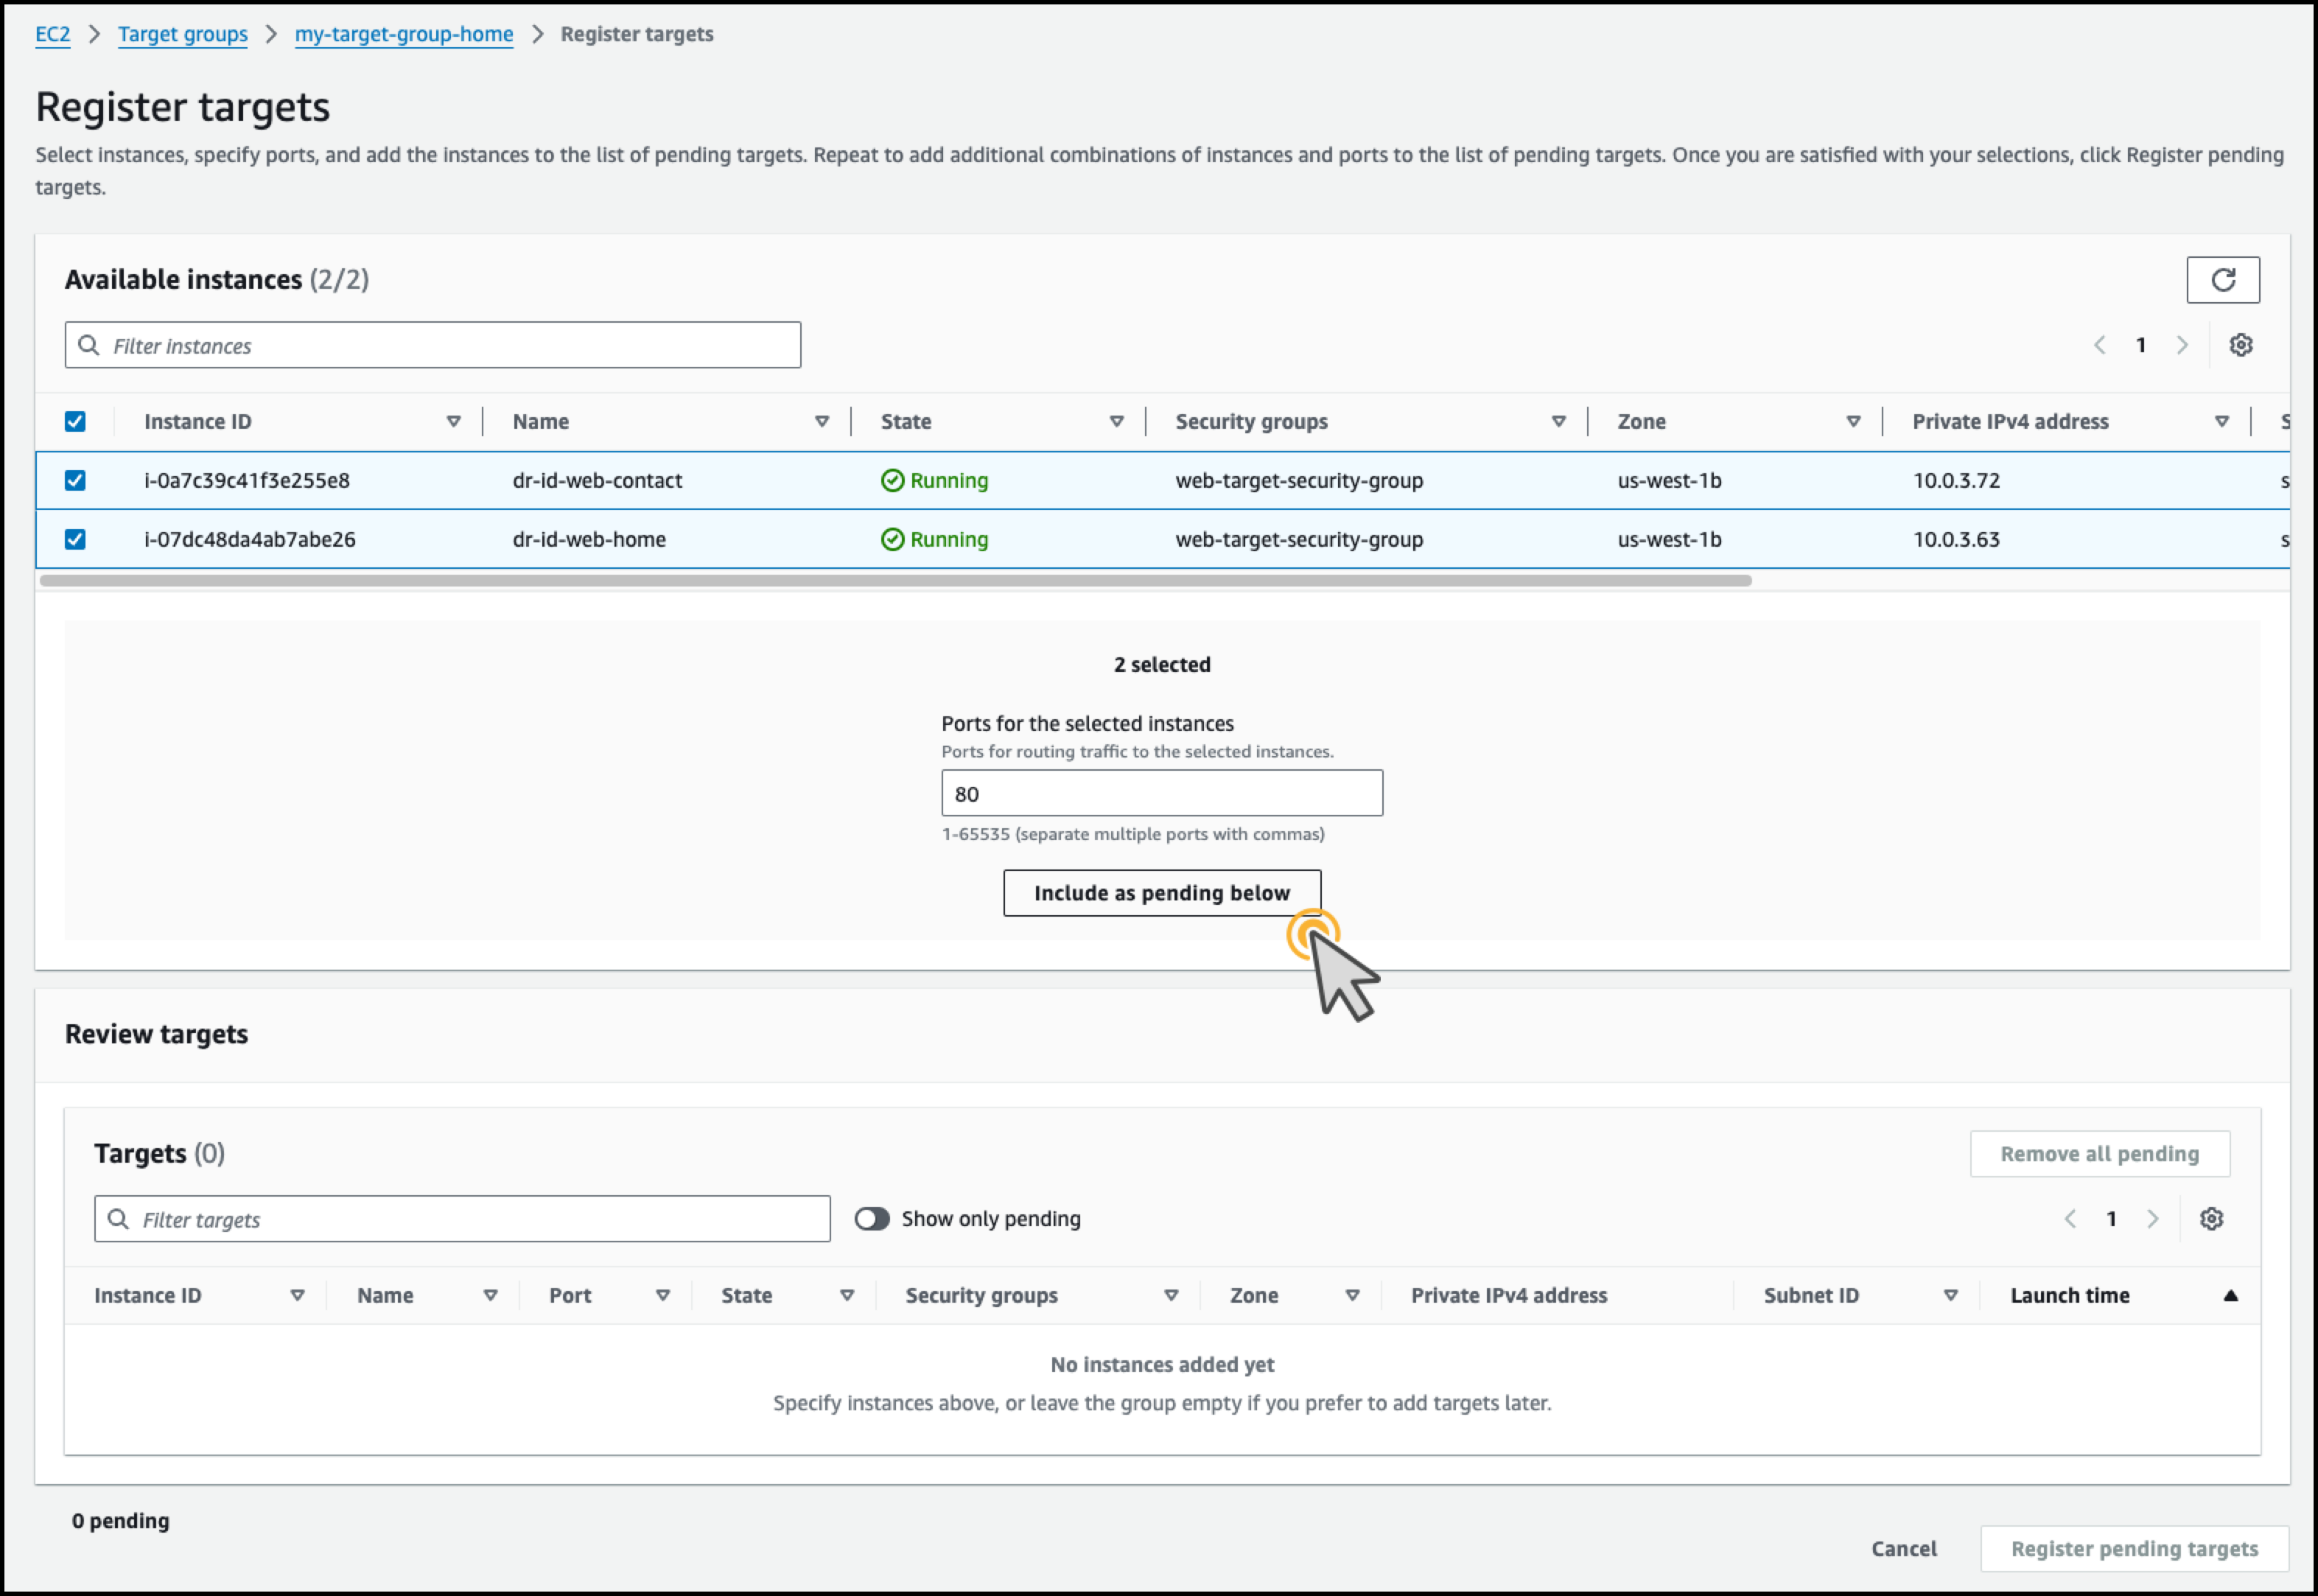 EC2 > Target groups > my-target-group-home > Register targets
Register targets
Select instances, specify ports, and add the instances to the list of pending targets. Repeat to add additional combinations of instances and ports to the list of pending targets. Once you are satisfied with your selections, click Register pending
targets.
Available instances (2/2)
Filter instances
1
Instance ID Name State Security groups Zone Private IPv4 address S
i-0a7c39c41f3e255e8 dr-id-web-contact Running web-target-security-group us-west-1b 10.0.3.72 s
i-07dc48da4ab7abe26 dr-id-web-home Running web-target-security-group us-west-1b 10.0.3.63 s
2 selected
Ports for the selected instances
Ports for routing traffic to the selected instances.
80
1-65535 (separate multiple ports with commas)
Include as pending below
Review targets
Targets (0)
Remove all pending
Filter targets Show only pending 1
Instance ID Name Port State Security groups Zone Private IPv4 address Subnet ID Launch time
No instances added yet
Specify instances above, or leave the group empty if you prefer to add targets later.
0 pending
Cancel Register pending targets